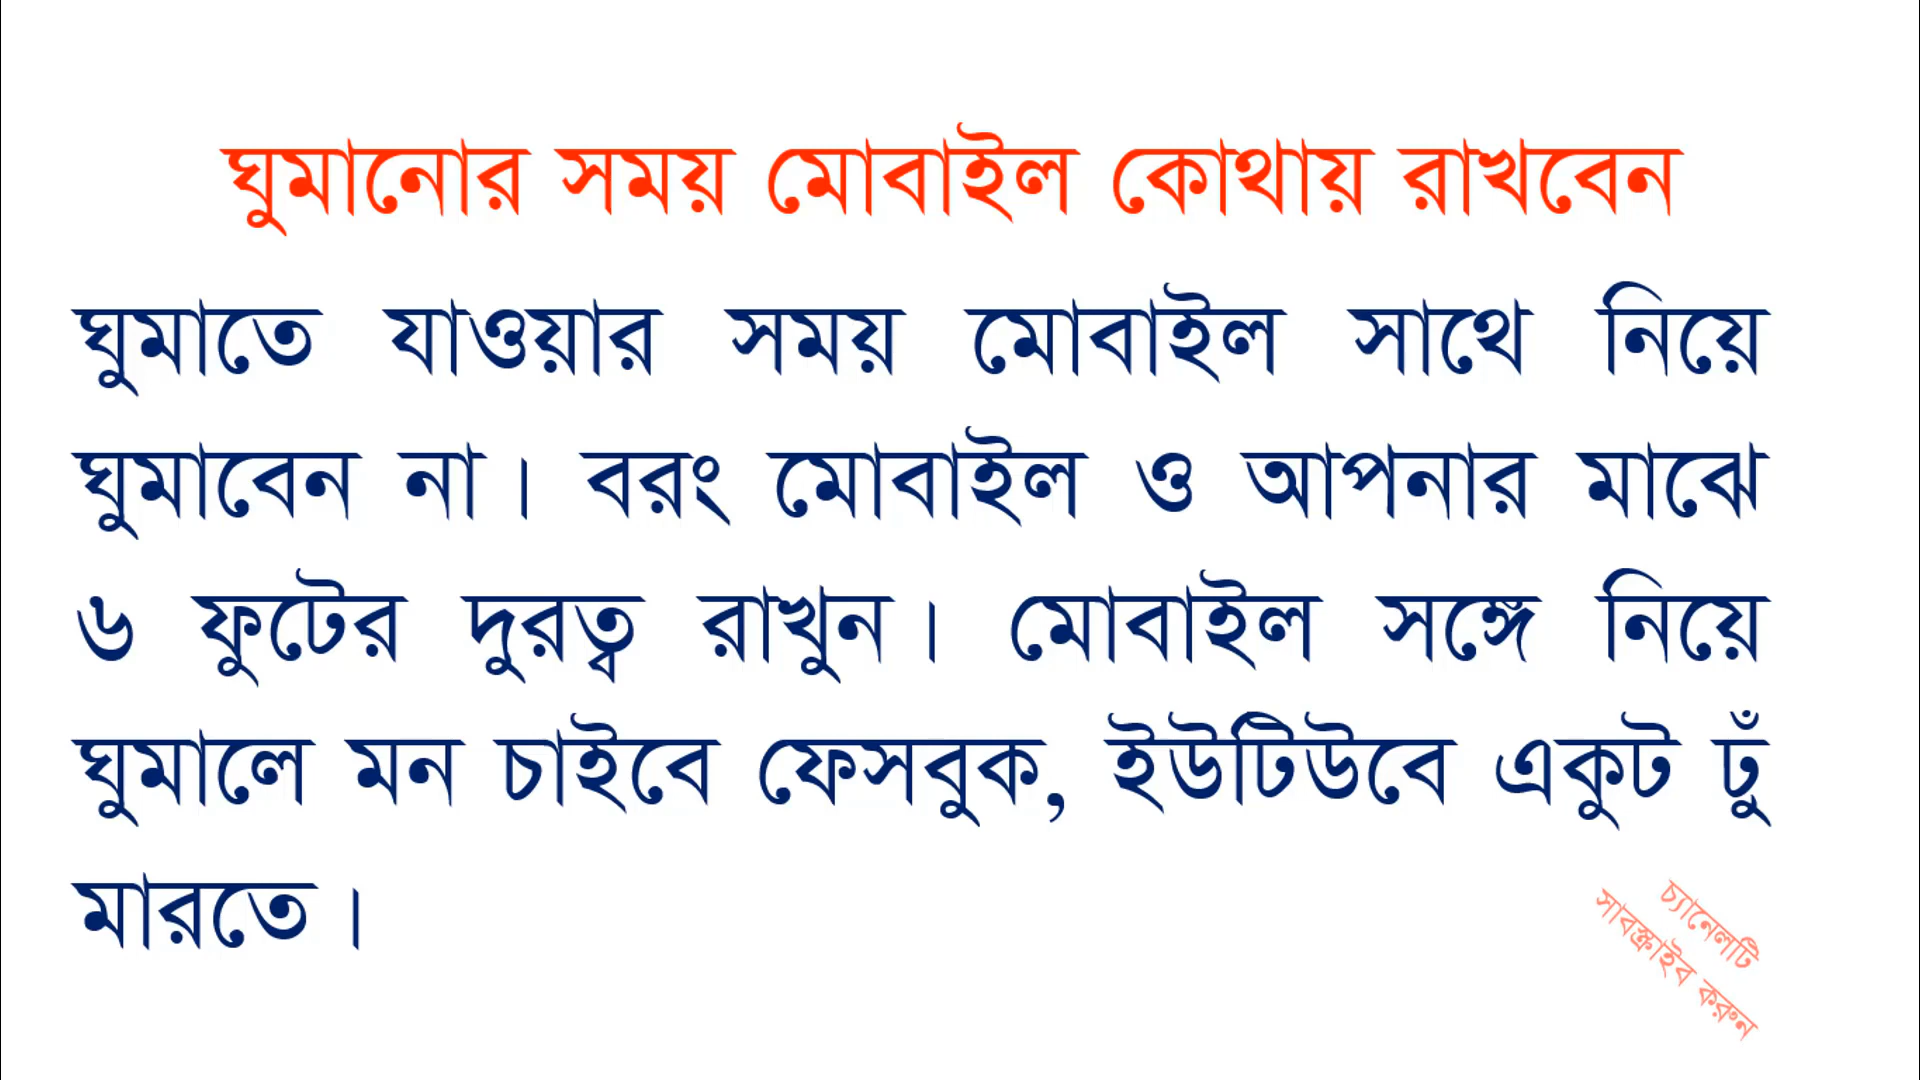 ঘুমানোর সময় মোবাইল কোথায় রাখবেন
ঘুমাতে যাওয়ার সময় মোবাইল সাথে নিয়ে
ঘুমাবেন না। বরং মোবাইল ও আপনার মাঝে
৬ ফুটের দুরত্ব রাখুন। মোবাইল সঙ্গে নিয়ে
ঘুমালে মন চাইবে ফেসবুক, ইউটিউবে একুট ঢুঁ
মারতে।
চ্যানেলটি
সাবস্ক্রাইব করুন